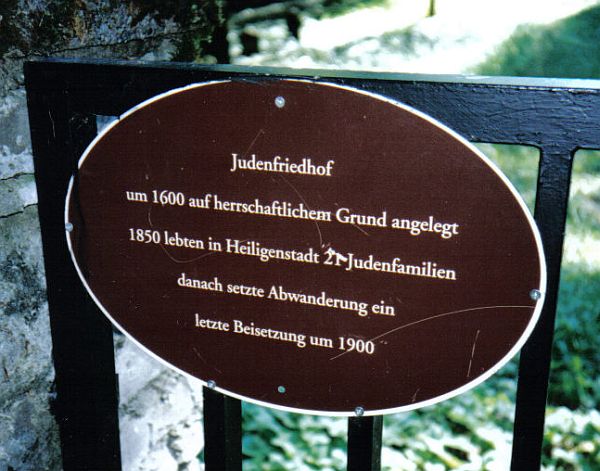 Judenfriedhof
um 1600 auf herrschaftlichem Grund angelegt
1850 lebten in Heiligenstadt 21 Judenfamilien
danach setzte Abwanderung ein
letzte Beisetzung um 1900